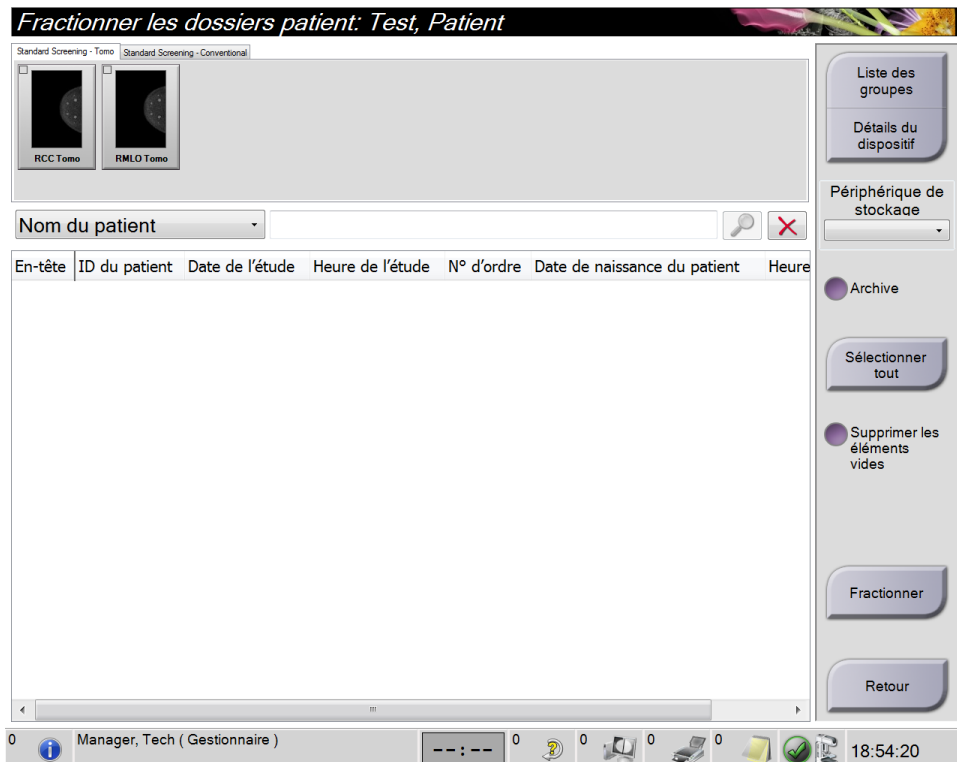 Fractionner les dossiers patient: Test, Patient
Standard Screening - Tomo Standard Screening - Conventional
RCC Tomo RMLO Tomo
Liste des
groupes
Détails du
dispositif
Périphérique de
stockage
Nom du patient
En-tête ID du patient Date de l'étude Heure de l'étude N° d'ordre Date de naissance du patient Heure
Archive
Sélectionner
tout
Supprimer les
éléments
vides
Fractionner
Retour
0 Manager, Tech ( Gestionnaire ) --:-- 0 0 0 0 18:54:20